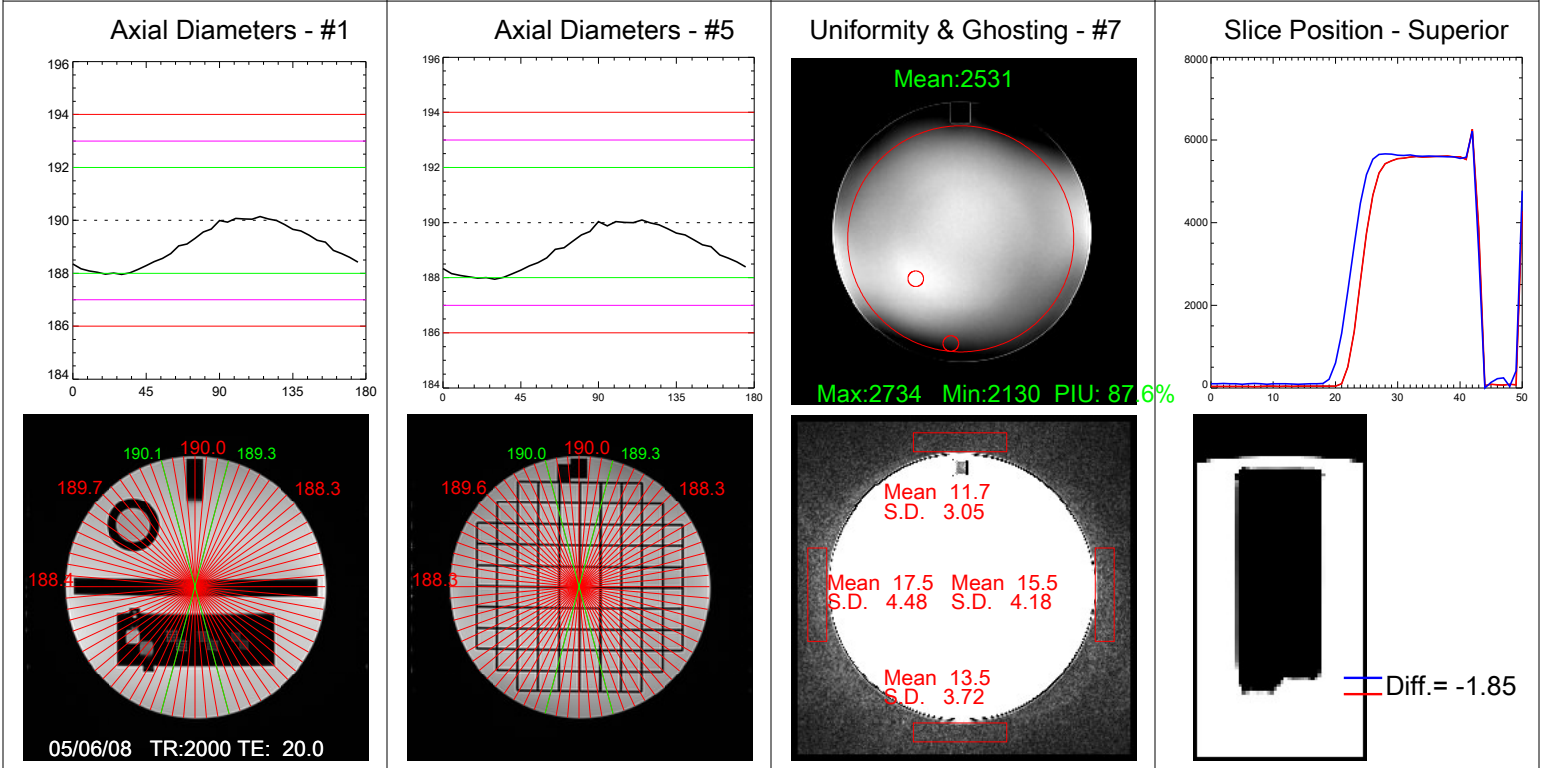 Axial Diameters - #1
196
194
192
190
188
186
184
0 45 90 135 180
190.1 190.0 189.3
189.7 188.3
188.4
05/06/08 TR:2000 TE: 20.0
Axial Diameters - #5
196
194
192
190
188
186
184
0 45 90 135 180
190.0 190.0 189.3
189.6 188.3
188.3
Uniformity & Ghosting - #7
Mean:2531
Max:2734 Min:2130 PIU: 87.6%
Mean 11.7
S.D. 3.05
Mean 17.5 Mean 15.5
S.D. 4.48 S.D. 4.18
Mean 13.5
S.D. 3.72
Slice Position - Superior
8000
6000
4000
2000
0
0 10 20 30 40 50
Diff.= -1.85